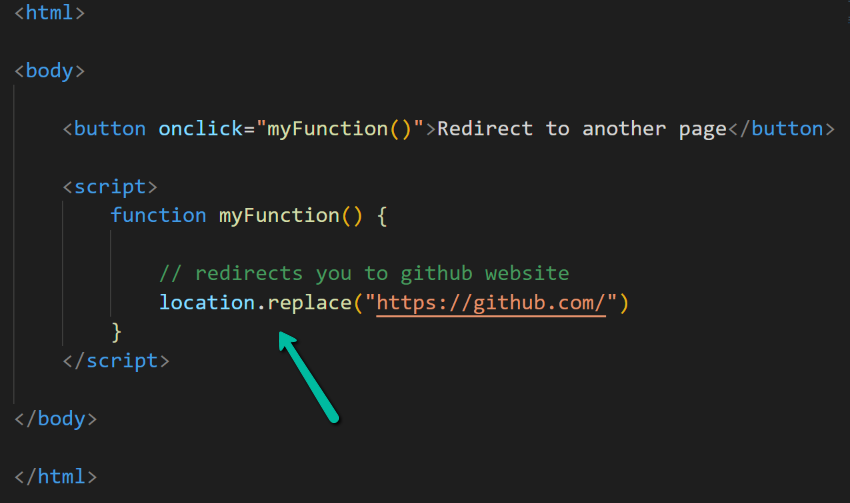 <html>
<body>
<button onclick="myFunction()">Redirect to another page</button>
<script>
function myFunction() {
// redirects you to github website
location.replace("https://github.com/")
}
</script>
</body>
</html>